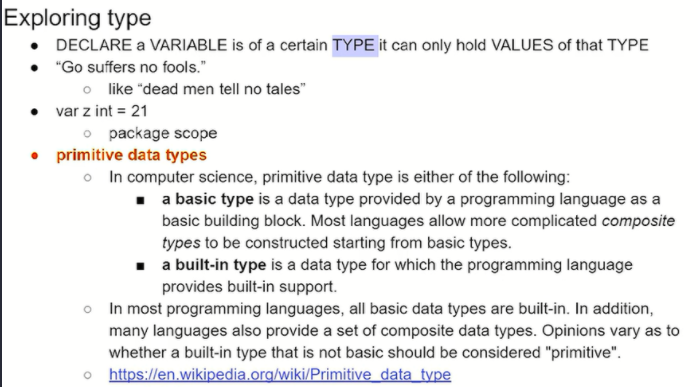 Exploring type
● DECLARE a VARIABLE is of a certain TYPE it can only hold VALUES of that TYPE
● “Go suffers no fools.”
○ like “dead men tell no tales”
● var z int = 21
○ package scope
● primitive data types
○ In computer science, primitive data type is either of the following:
■ a basic type is a data type provided by a programming language as a
basic building block. Most languages allow more complicated composite
types to be constructed starting from basic types.
■ a built-in type is a data type for which the programming language
provides built-in support.
○ In most programming languages, all basic data types are built-in. In addition,
many languages also provide a set of composite data types. Opinions vary as to
whether a built-in type that is not basic should be considered "primitive".
○ https://en.wikipedia.org/wiki/Primitive_data_type